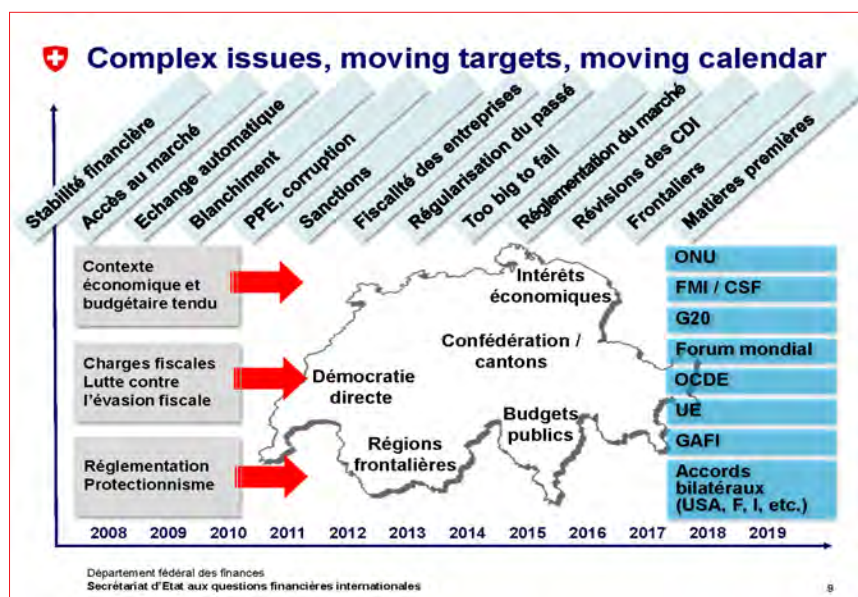 Complex issues, moving targets, moving calendar
Stabilité financière
Accès au marché
Echange automatique
Blanchiment
PPE, corruption
Sanctions
Fiscalité des entreprises
Régularisation du passé
Too big to fail
Réglementation du marché
Révisions des CDI
Frontaliers
Matières premières
Contexte
économique et
budgétaire tendu
Charges fiscales
Lutte contre
l'évasion fiscale
Réglementation
Protectionnisme
Intérêts
économiques
Confédération /
cantons
Démocratie
directe
Budgets
publics
Régions
frontalières
ONU
FMI / CSF
G20
Forum mondial
OCDE
UE
GAFI
Accords
bilatéraux
(USA, F, I, etc.)
2008 2009 2010 2011 2012 2013 2014 2015 2016 2017 2018 2019
Département fédéral des finances
Secrétariat d'Etat aux questions financières internationales
9